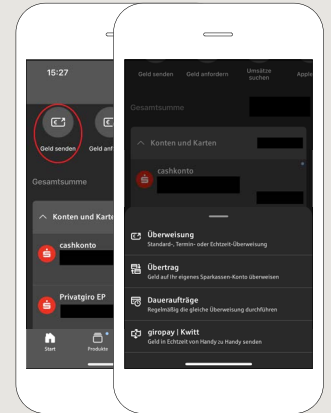 15:27
Geld senden
Geld anf
Gesamtsumme
Konten und Karte
cashkonto
Privatgiro EP
Start
Produkte
Geld senden
Geld anfordern
Umsätze
suchen
Apple
Gesamtsumme
Konten und Karten
cashkonto
Überweisung
Standard-, Termin- oder Echtzeit-Überweisung
Übertrag
Geld auf Ihr eigenes Sparkassen-Konto überweisen
Daueraufträge
Regelmäßig die gleiche Überweisung durchführen
giropay | Kwitt
Geld in Echtzeit von Handy zu Handy senden